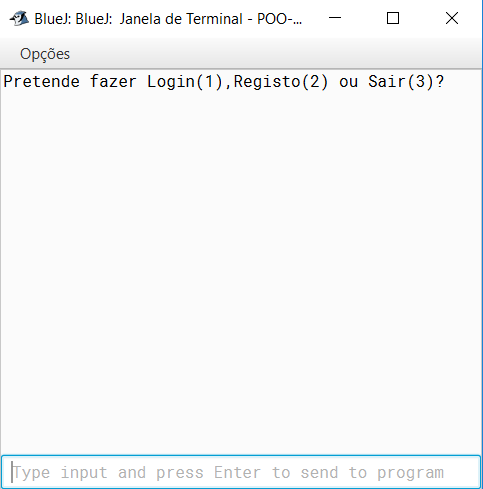 BlueJ: BlueJ: Janela de Terminal - POO-...
Opções
Pretende fazer Login(1),Registo(2) ou Sair(3)?
Type input and press Enter to send to program